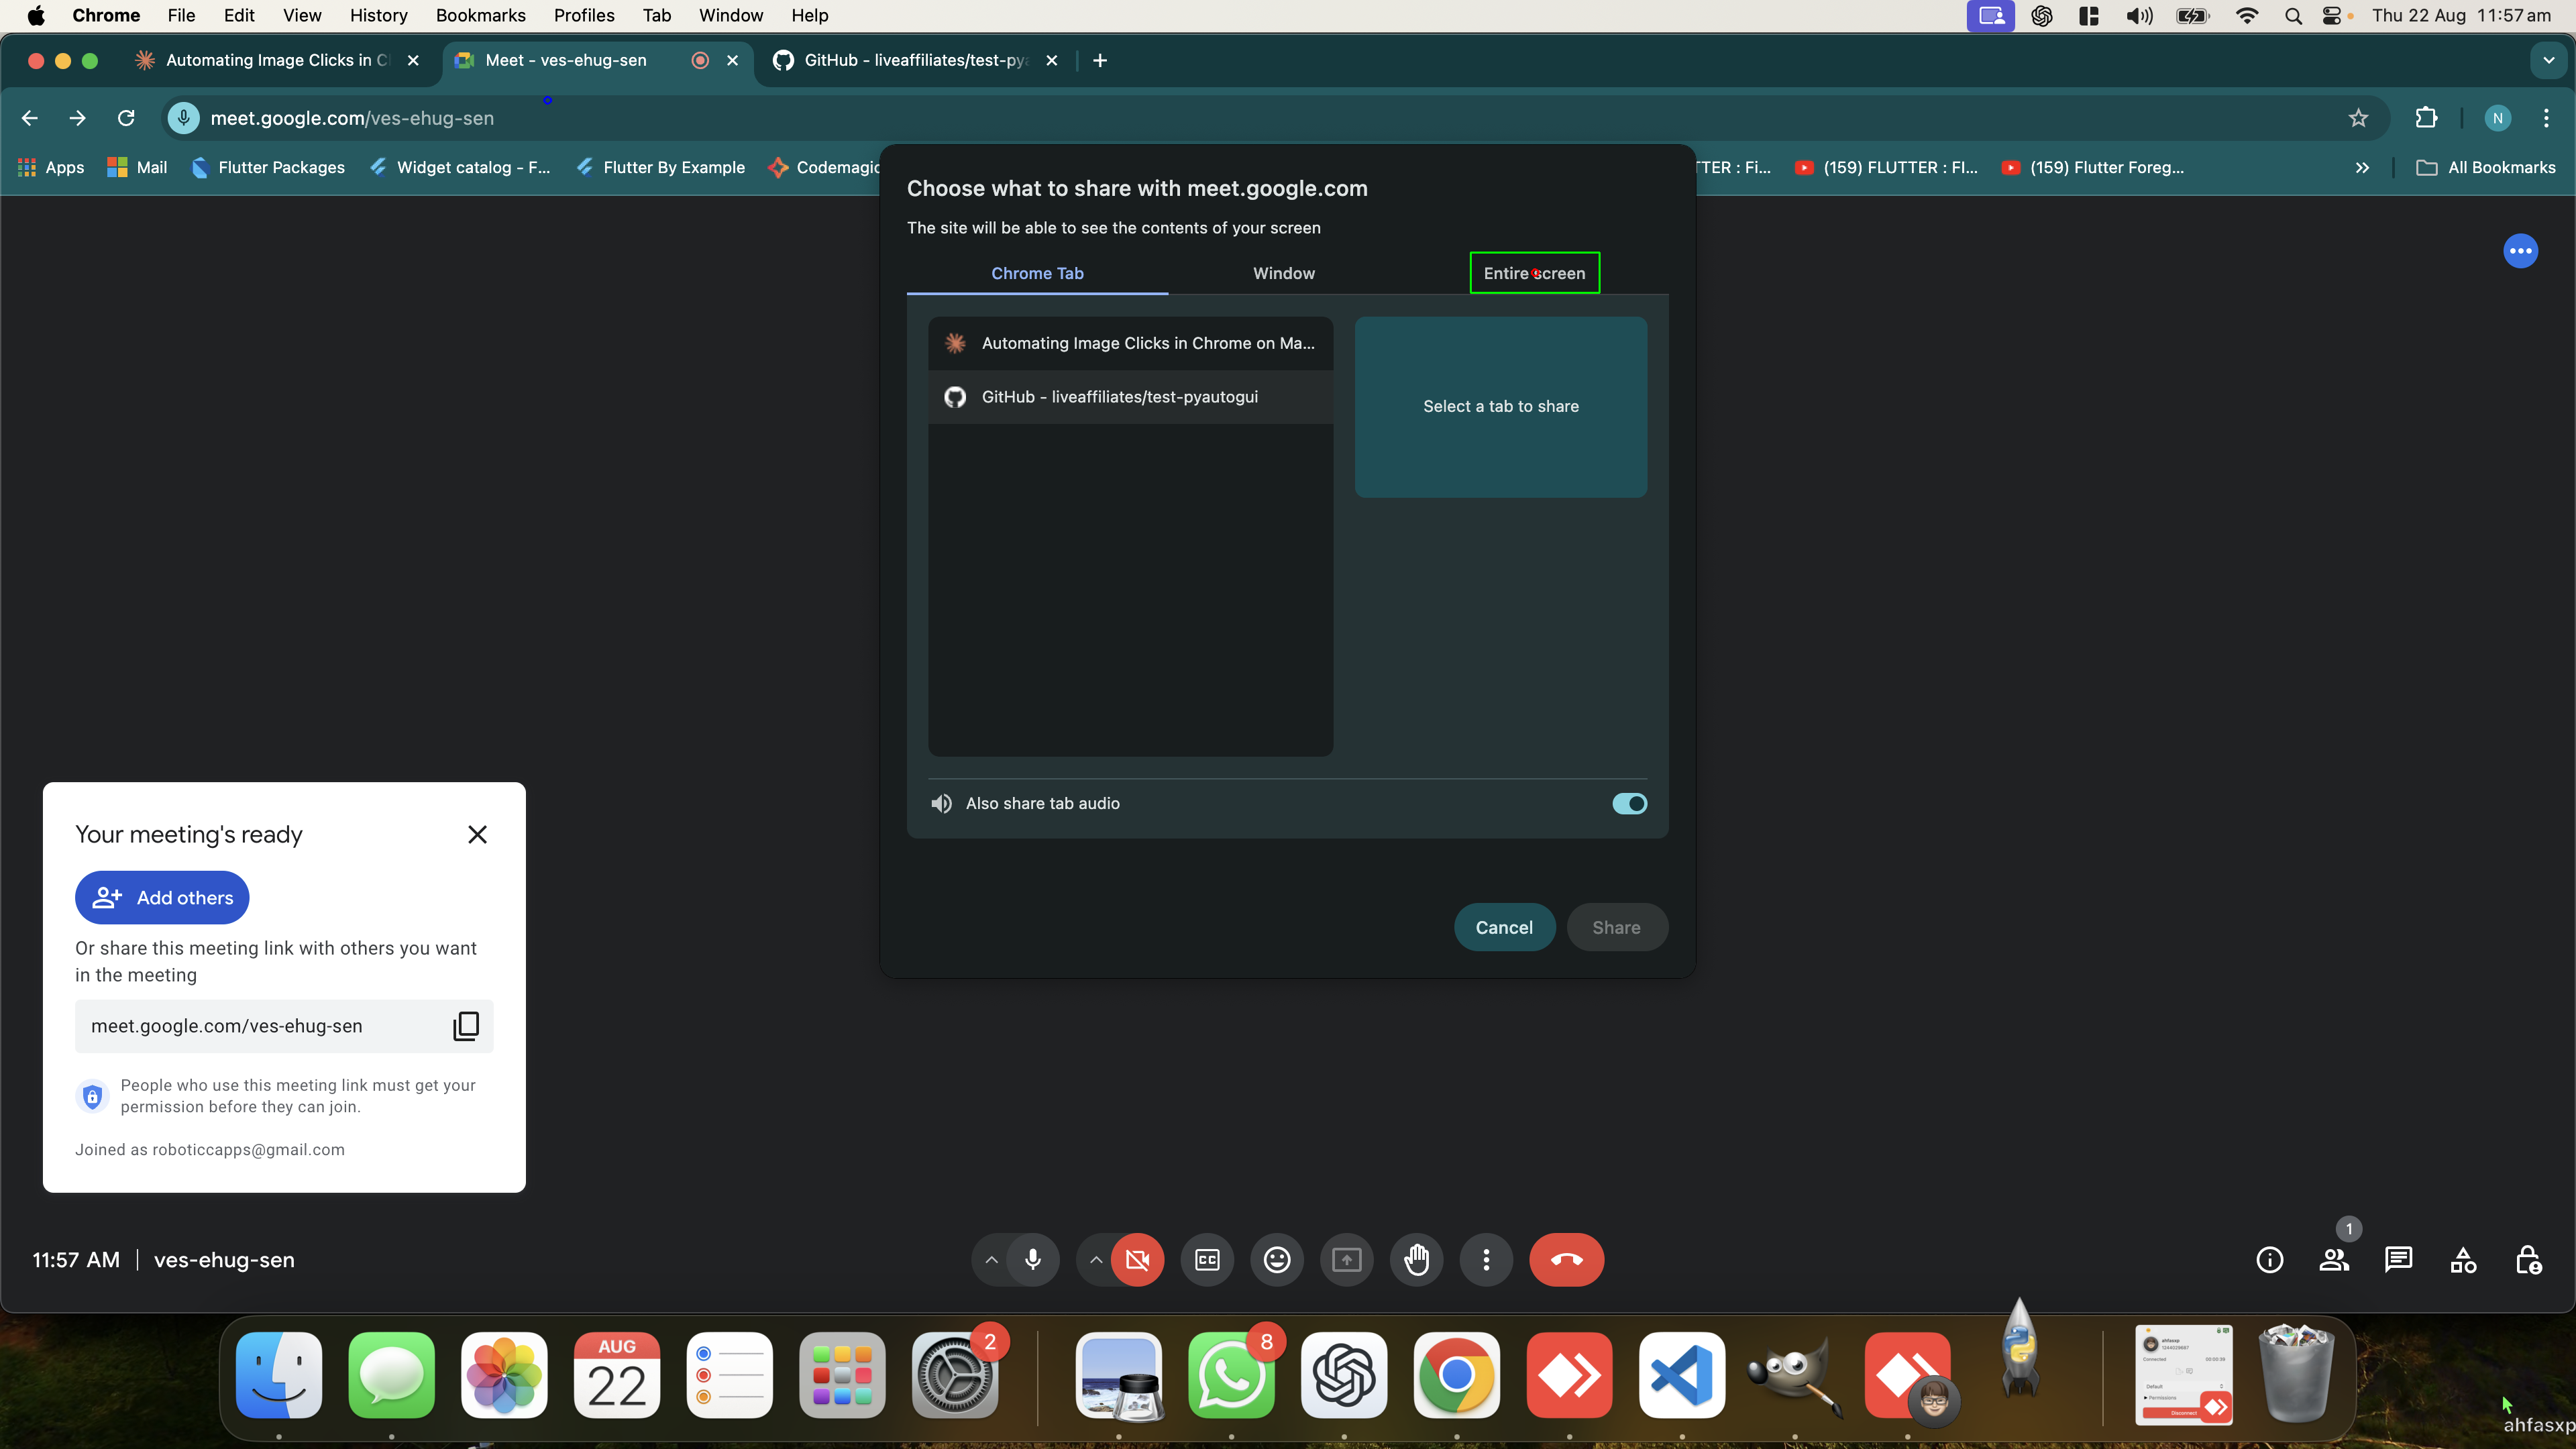 Chrome File Edit View History Bookmarks Profiles Tab Window Help
Thu 22 Aug 11:57 am
Automating Image Clicks in C
Meet - ves-ehug-sen
GitHub - liveaffiliates/test-pya
meet.google.com/ves-ehug-sen
N
Apps
Mail
Flutter Packages
Widget catalog - F...
Flutter By Example
Codemagic
TER : Fi...
(159) FLUTTER : Fl...
(159) Flutter Foreg...
All Bookmarks
Choose what to share with meet.google.com
The site will be able to see the contents of your screen
Chrome Tab
Window
Entire screen
Automating Image Clicks in Chrome on Ma...
GitHub - liveaffiliates/test-pyautogui
Select a tab to share
Also share tab audio
Cancel
Share
Your meeting's ready
Add others
Or share this meeting link with others you want
in the meeting
meet.google.com/ves-ehug-sen
People who use this meeting link must get your
permission before they can join.
Joined as roboticcapps@gmail.com
11:57 AM | ves-ehug-sen
CC
1
AUG
22
2
8
ahfasxp